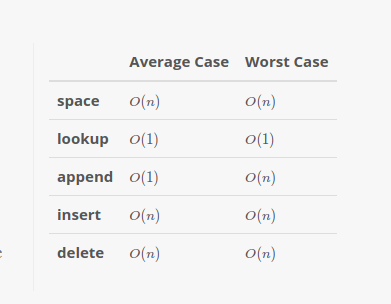 Average Case Worst Case
space O(n) O(n)
lookup O(1) O(1)
append O(1) O(n)
insert O(n) O(n)
delete O(n) O(n)